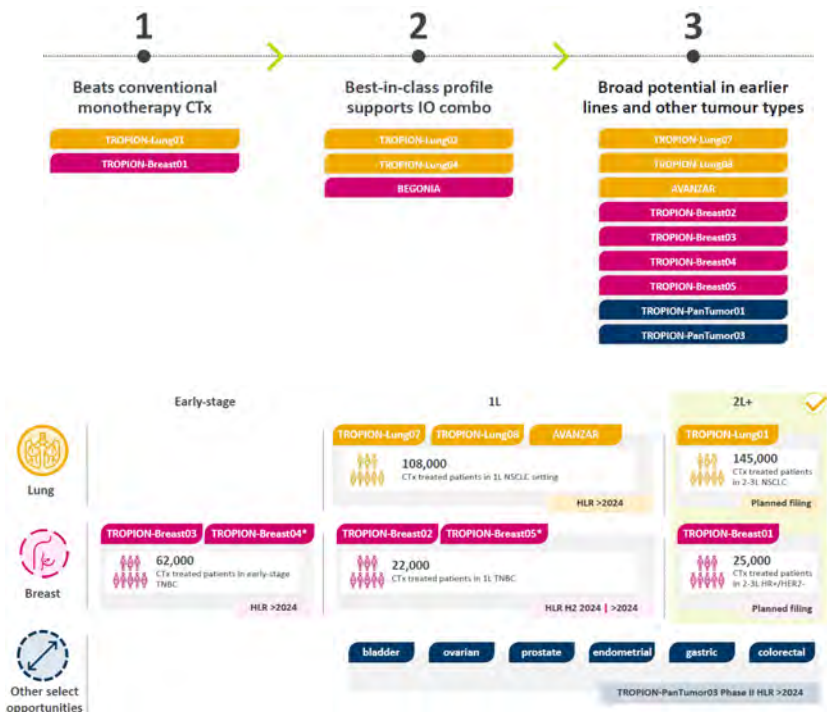 1
2
3
Beats conventional
monotherapy CTx
Best-in-class profile
supports IO combo
Broad potential in earlier
lines and other tumour types
TROPION-Lung01
TROPION-Breast01
TROPION-Lung02
TROPION-Lung04
BEGONIA
TROPION-Lung07
TROPION-Lung08
AVANZAR
TROPION-Breast02
TROPION-Breast03
TROPION-Breast04
TROPION-Breast05
TROPION-PanTumor01
TROPION-PanTumor03
Early-stage
1L
2L+
Lung
TROPION-Lung07
TROPION-Lung08
AVANZAR
108,000
CTx treated patients in 1L NSCLC setting
HLR >2024
TROPION-Lung01
145,000
CTx treated patients
in 2-3L NSCLC
Planned filing
Breast
TROPION-Breast03
TROPION-Breast04*
62,000
CTx treated patients in early-stage
TNBC
HLR >2024
TROPION-Breast02
TROPION-Breast05*
22,000
CTx treated patients in 1L TNBC
HLR H2 2024 | >2024
TROPION-Breast01
25,000
CTx treated patients
in 2-3L HR+/HER2-
Planned filing
Other select
opportunities
bladder
ovarian
prostate
endometrial
gastric
colorectal
TROPION-PanTumor03 Phase II HLR >2024